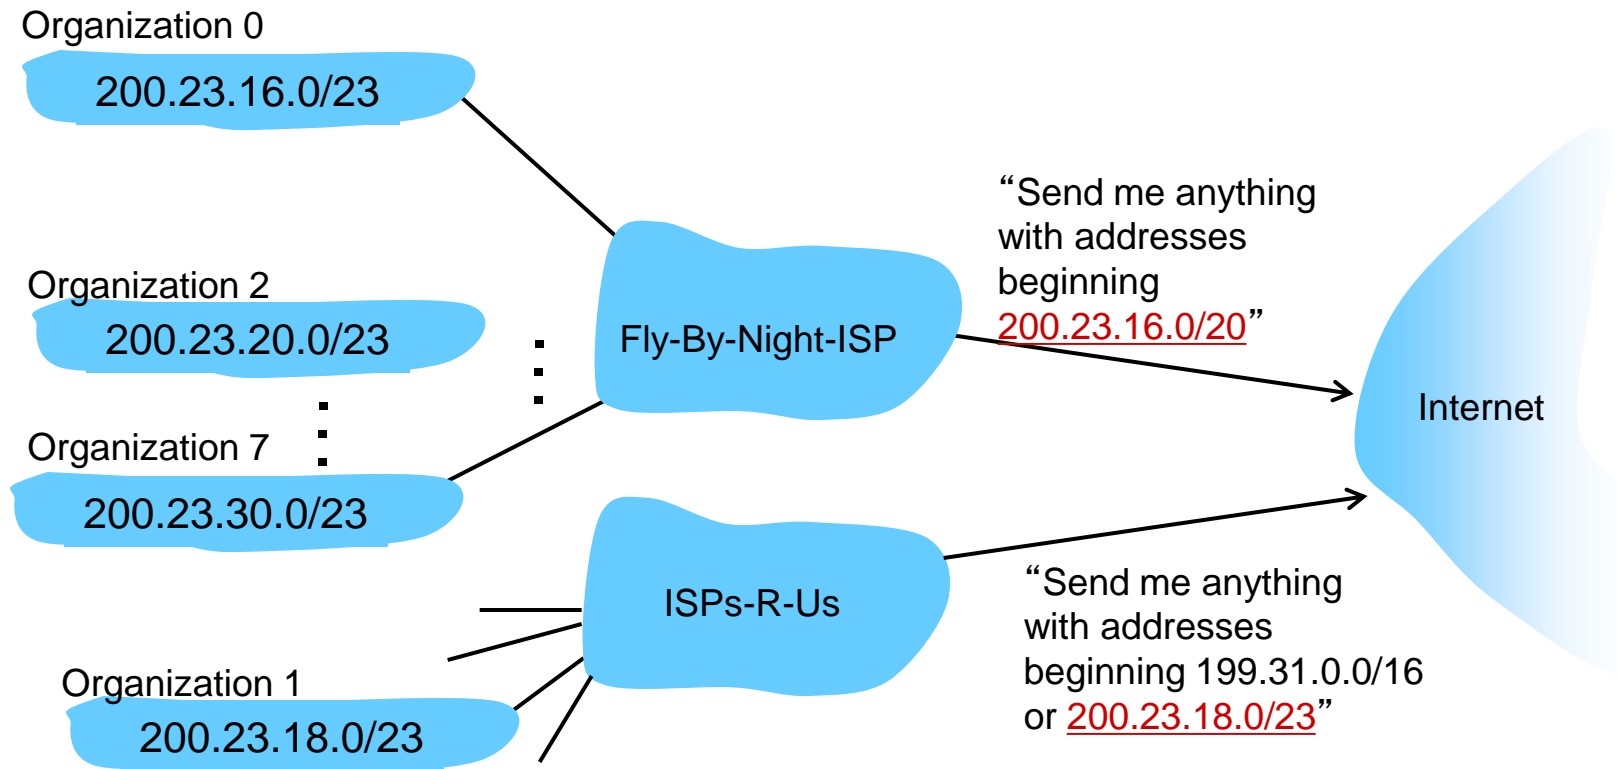 Organization 0
200.23.16.0/23
Organization 2
200.23.20.0/23
Organization 7
200.23.30.0/23
Fly-By-Night-ISP
“Send me anything
with addresses
beginning
200.23.16.0/20”
Internet
ISPs-R-Us
Organization 1
200.23.18.0/23
“Send me anything
with addresses
beginning 199.31.0.0/16
or 200.23.18.0/23”